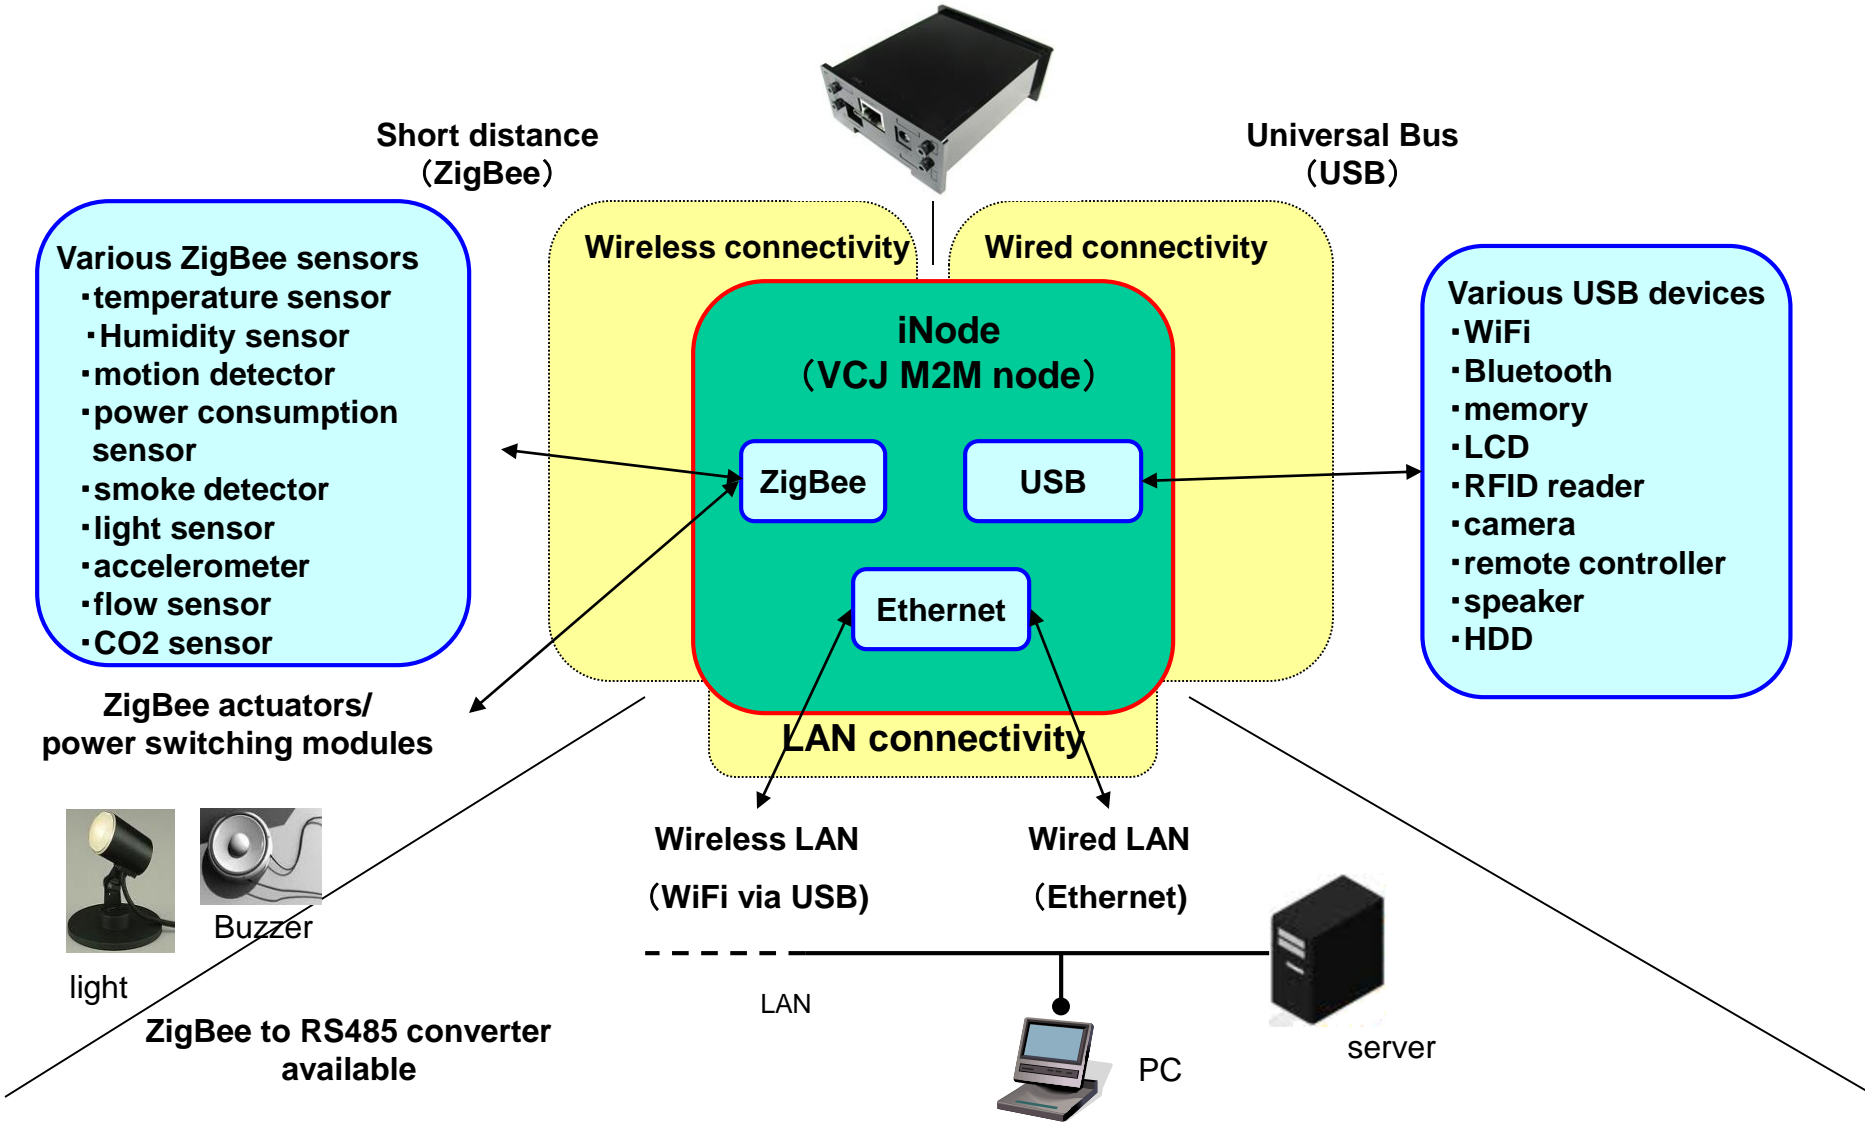 Short distance
（ZigBee）
Universal Bus
（USB）
Wireless connectivity
Wired connectivity
Various ZigBee sensors
・temperature sensor
・Humidity sensor
・motion detector
・power consumption
sensor
・smoke detector
・light sensor
・accelerometer
・flow sensor
・CO2 sensor
iNode
（VCJ M2M node）
ZigBee
USB
Ethernet
Various USB devices
・WiFi
・Bluetooth
・memory
・LCD
・RFID reader
・camera
・remote controller
・speaker
・HDD
ZigBee actuators/
power switching modules
LAN connectivity
Wireless LAN
（WiFi via USB)
Wired LAN
（Ethernet)
Buzzer
light
LAN
ZigBee to RS485 converter
available
PC
server